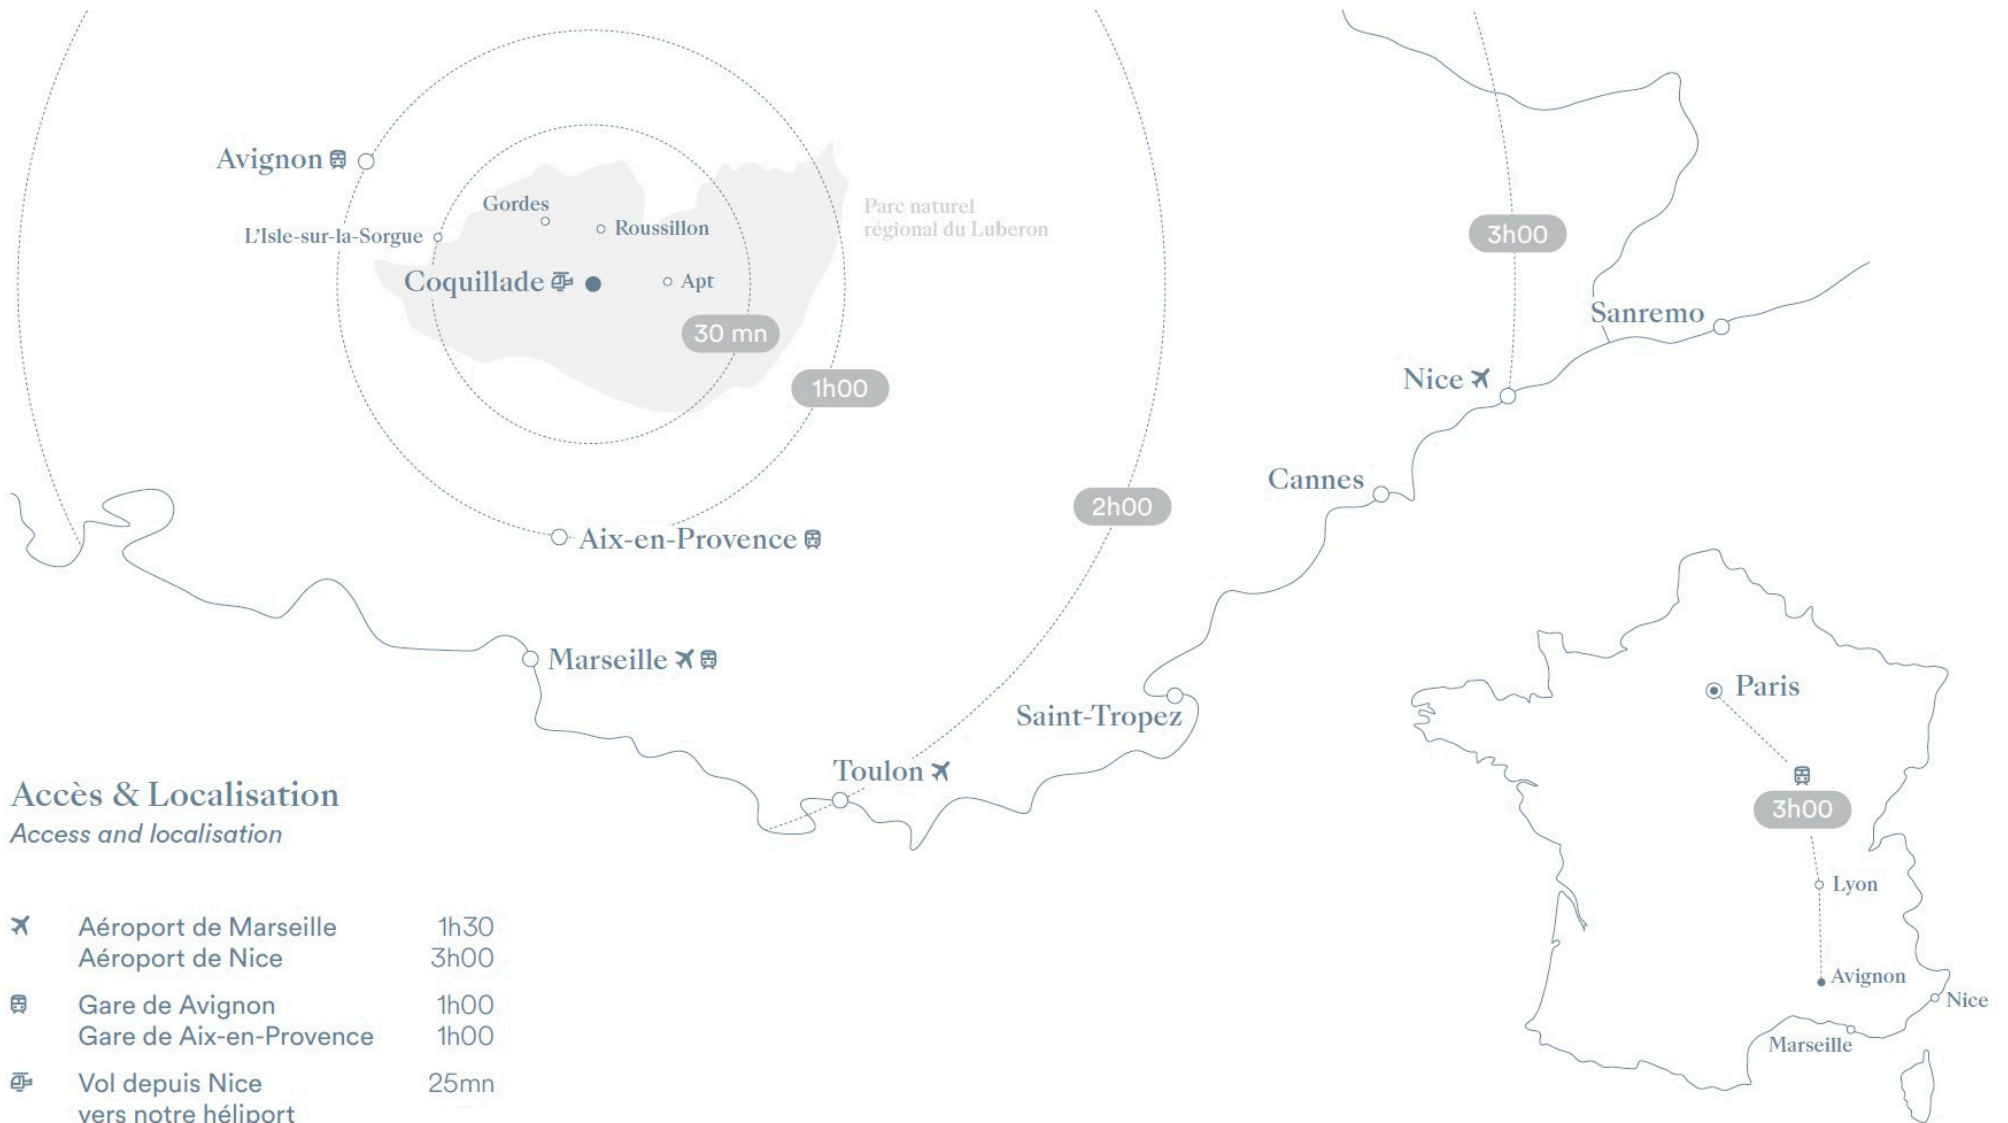 Avignon
Gordes
L'Isle-sur-la-Sorgue
Roussillon
Coquillade
Apt
Parc naturel
régional du Luberon
30 mn
1h00
2h00
3h00
Sanremo
Nice
Cannes
Aix-en-Provence
Marseille
Saint-Tropez
Toulon
Accès & Localisation
Access and localisation
Aéroport de Marseille 1h30
Aéroport de Nice 3h00
Gare de Avignon 1h00
Gare de Aix-en-Provence 1h00
Vol depuis Nice 25mn
vers notre héliport
Paris
3h00
Lyon
Avignon
Nice
Marseille